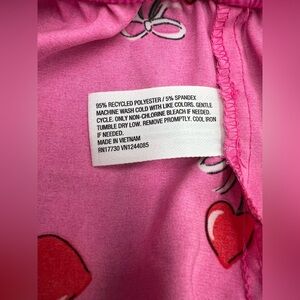 95% RECYCLED POLYESTER / 5% SPANDEX
MACHINE WASH COLD WITH LIKE COLORS, GENTLE
CYCLE. ONLY NON-CHLORINE BLEACH IF NEEDED.
TUMBLE DRY LOW. REMOVE PROMPTLY. COOL IRON
IF NEEDED.
MADE IN VIETNAM
RN17730 VN1244085